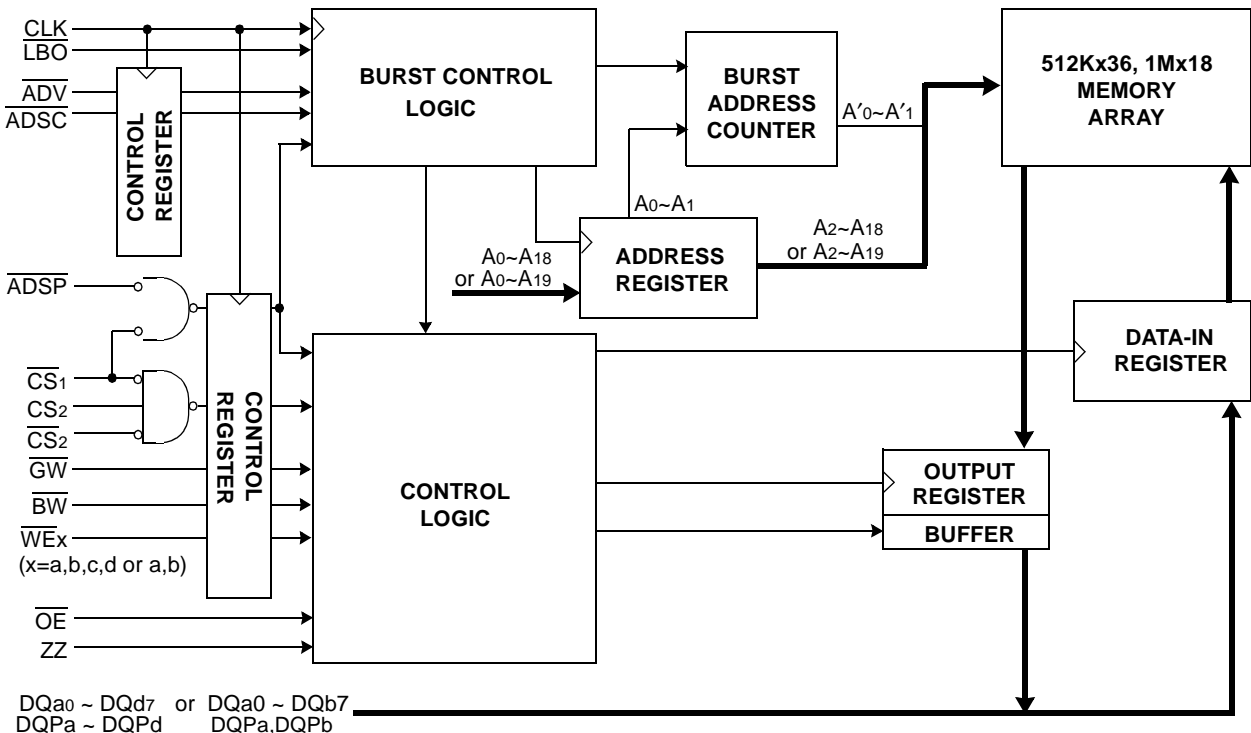 CLK
LBO
ADV
ADSC
CONTROL
REGISTER
BURST CONTROL
LOGIC
BURST
ADDRESS
COUNTER
A′0~A′1
512Kx36, 1Mx18
MEMORY
ARRAY
A0~A1
A0~A18
or A0~A19
ADDRESS
REGISTER
A2~A18
or A2~A19
ADSP
CS1
CS2
CS2
GW
BW
WEx
(x=a,b,c,d or a,b)
OE
ZZ
CONTROL
REGISTER
CONTROL
LOGIC
DATA-IN
REGISTER
OUTPUT
REGISTER
BUFFER
DQa0 ~ DQd7 or DQa0 ~ DQb7
DQPa ~ DQPd DQPa,DQPb